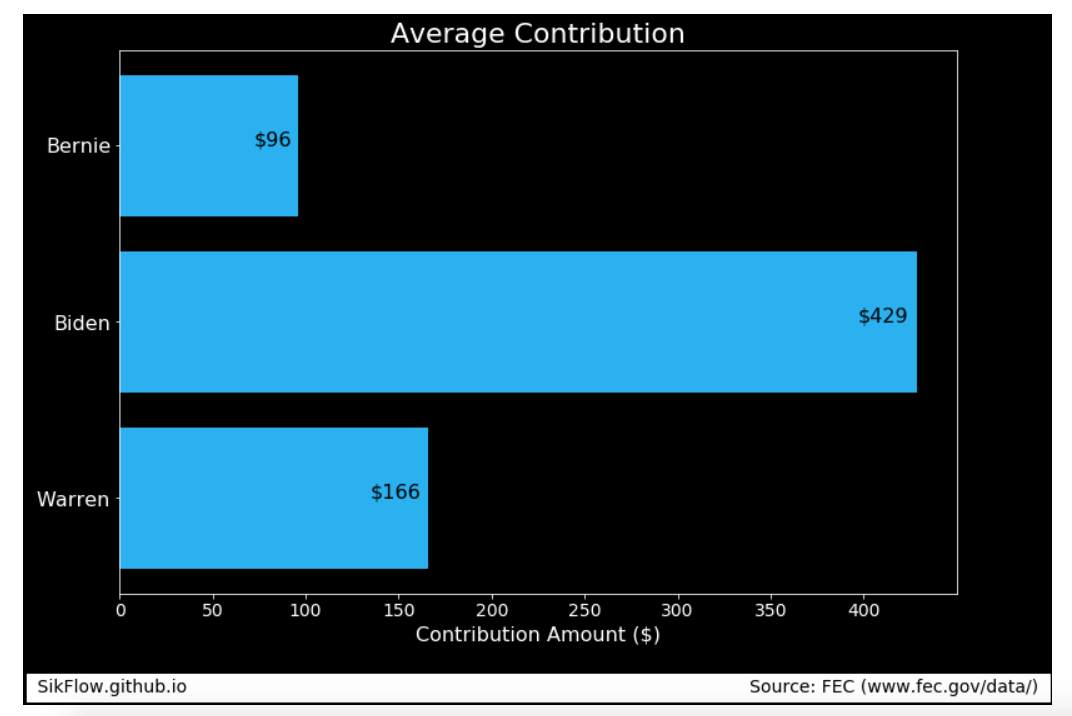 Average Contribution
Bernie
$96
Biden
$429
Warren
$166
0 50 100 150 200 250 300 350 400
Contribution Amount ($)
SikFlow.github.io
Source: FEC (www.fec.gov/data/)